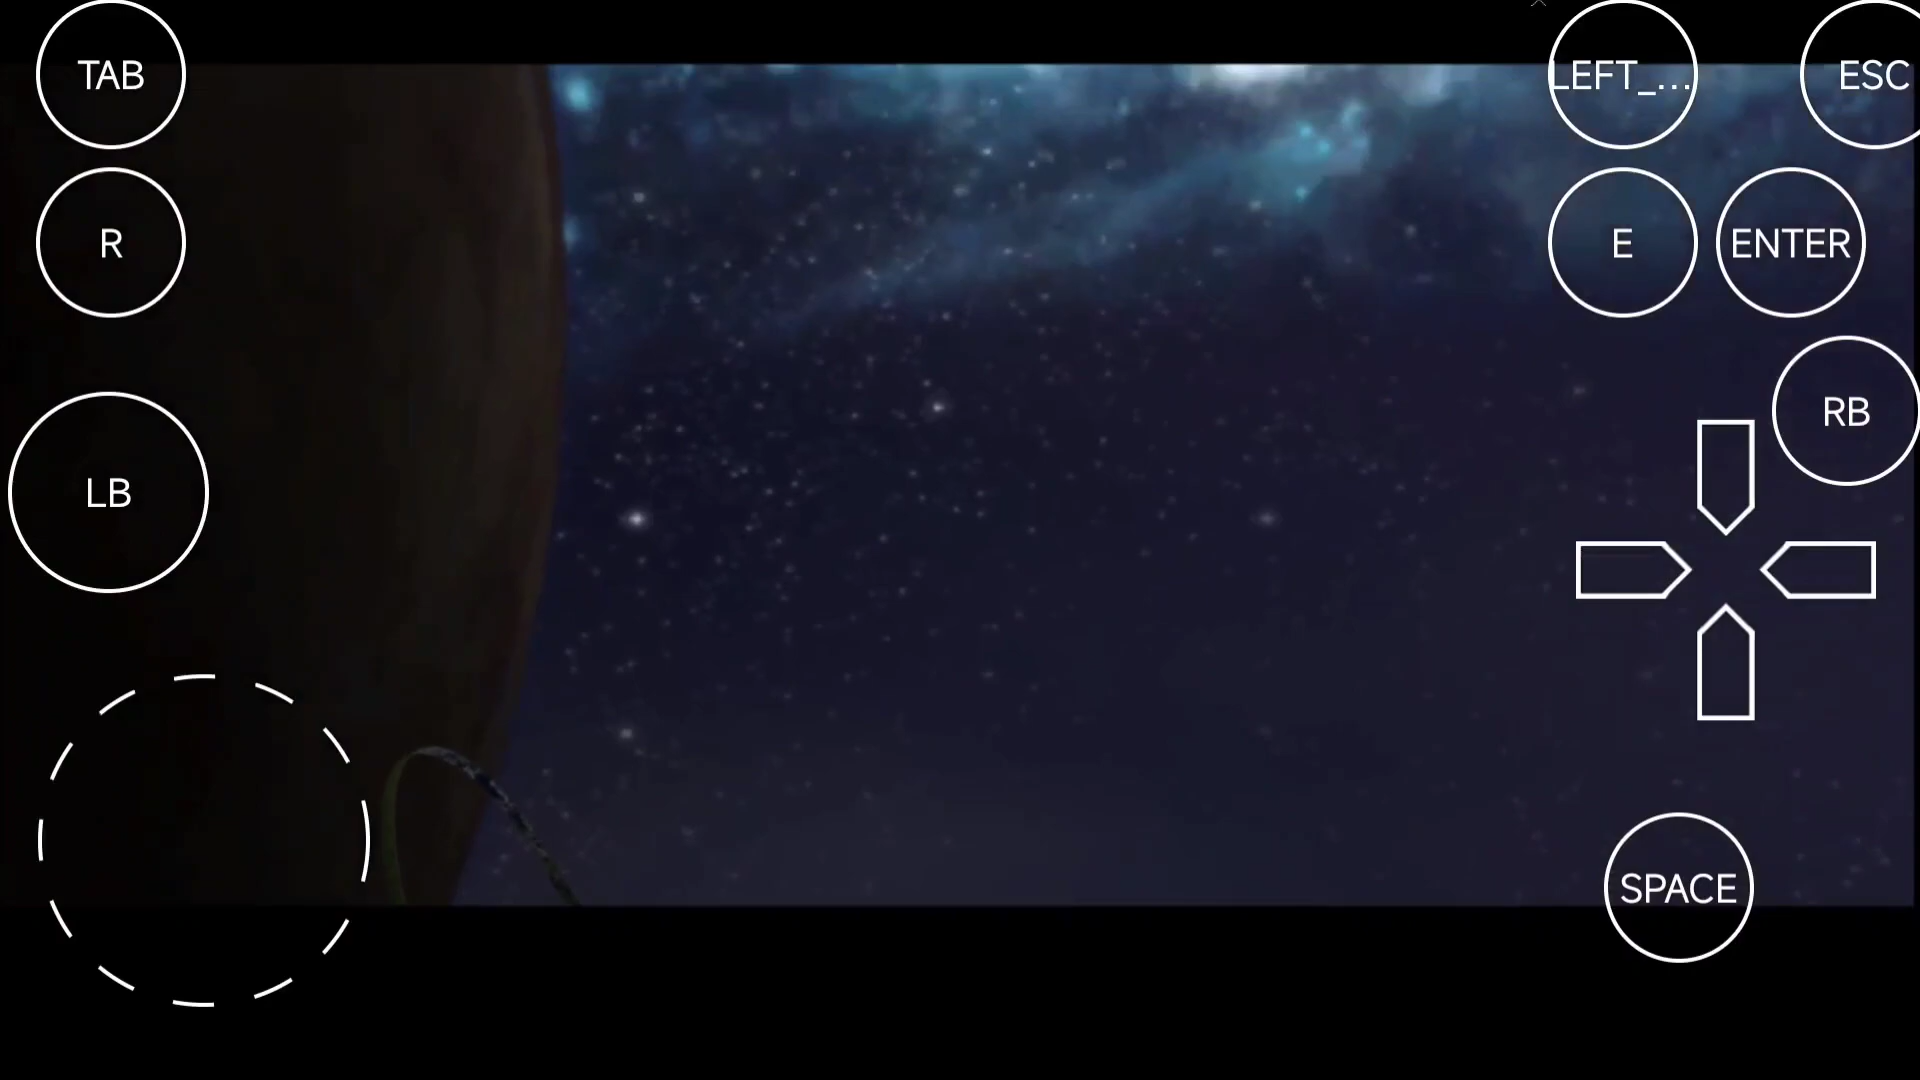 TAB
LEFT_...
ESC
R
E
ENTER
RB
LB
SPACE